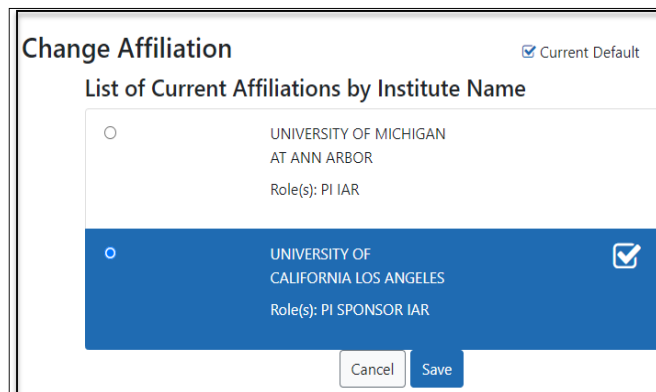 Change Affiliation
Current Default
List of Current Affiliations by Institute Name
UNIVERSITY OF MICHIGAN
AT ANN ARBOR
Role(s): PI IAR
UNIVERSITY OF
CALIFORNIA LOS ANGELES
Role(s): PI SPONSOR IAR
Cancel
Save